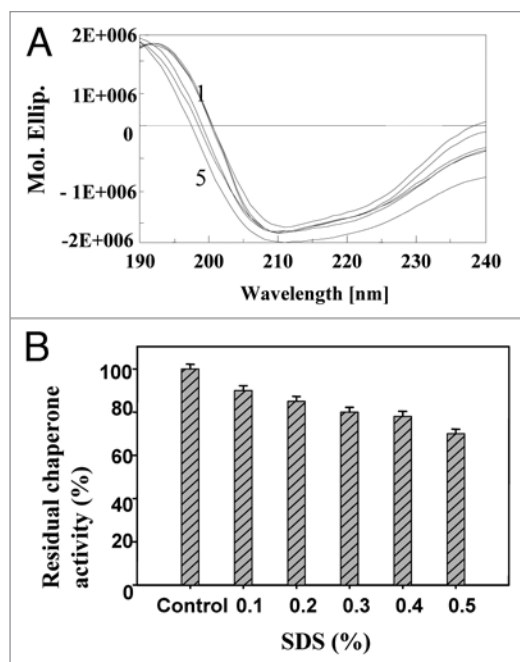 A
Mol. Ellip.
2E+006
1E+006
0
- 1E+006
- 2E+006
1
5
190 200 210 220 230 240
Wavelength [nm]
B
Residual chaperone
activity (%)
100
80
60
40
20
0
Control 0.1 0.2 0.3 0.4 0.5
SDS (%)